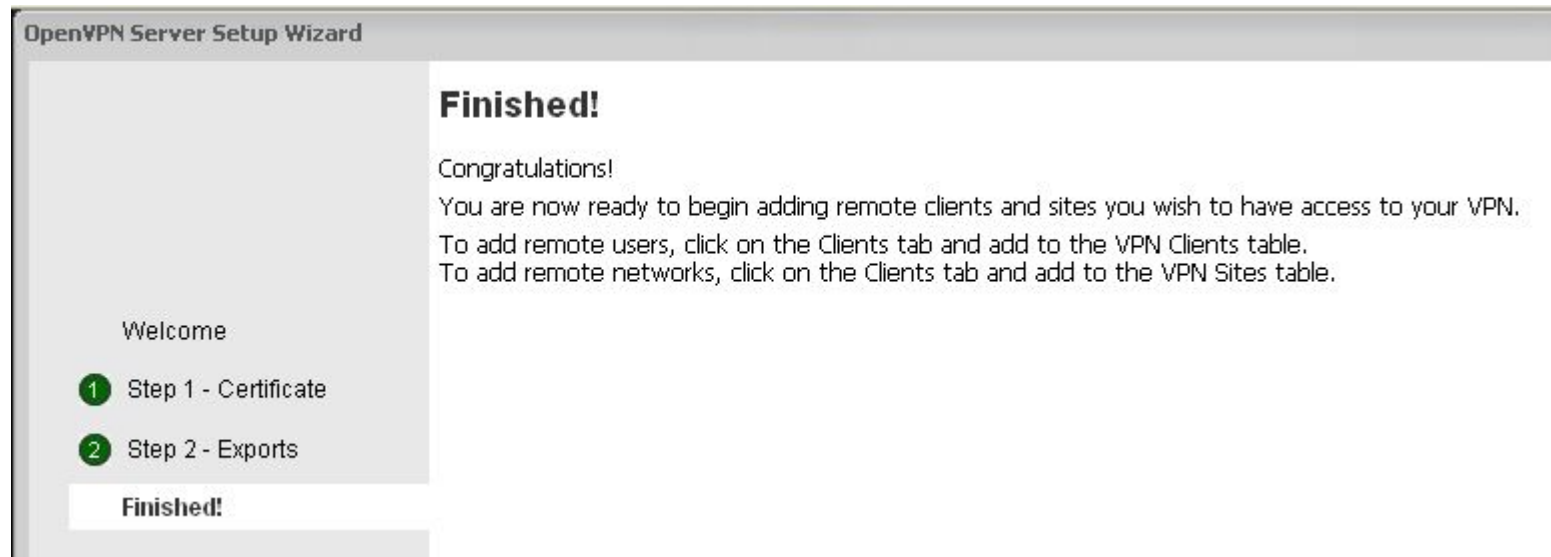 OpenVPN Server Setup Wizard
Finished!
Congratulations!
You are now ready to begin adding remote clients and sites you wish to have access to your VPN.
To add remote users, click on the Clients tab and add to the VPN Clients table.
To add remote networks, click on the Clients tab and add to the VPN Sites table.
Welcome
1 Step 1 - Certificate
2 Step 2 - Exports
Finished!